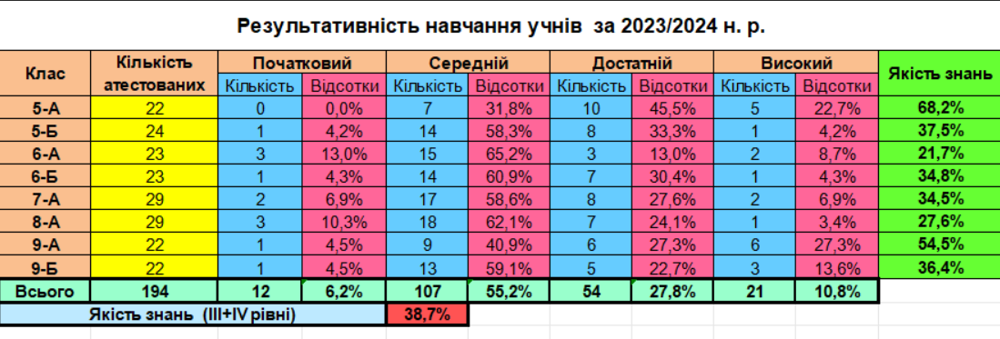 Результативність навчання учнів за 2023/2024 н. р.
Клас Кількість атестованих Початковий Середній Достатній Високий Якість знань
Кількість Відсотки Кількість Відсотки Кількість Відсотки Кількість Відсотки
5-А 22 0 0,0% 7 31,8% 10 45,5% 5 22,7% 68,2%
5-Б 24 1 4,2% 14 58,3% 8 33,3% 1 4,2% 37,5%
6-А 23 3 13,0% 15 65,2% 3 13,0% 2 8,7% 21,7%
6-Б 23 1 4,3% 14 60,9% 7 30,4% 1 4,3% 34,8%
7-А 29 2 6,9% 17 58,6% 8 27,6% 2 6,9% 34,5%
8-А 29 3 10,3% 18 62,1% 7 24,1% 1 3,4% 27,6%
9-А 22 1 4,5% 9 40,9% 6 27,3% 6 27,3% 54,5%
9-Б 22 1 4,5% 13 59,1% 5 22,7% 3 13,6% 36,4%
Всього 194 12 6,2% 107 55,2% 54 27,8% 21 10,8%
Якість знань (III+IV рівні) 38,7%